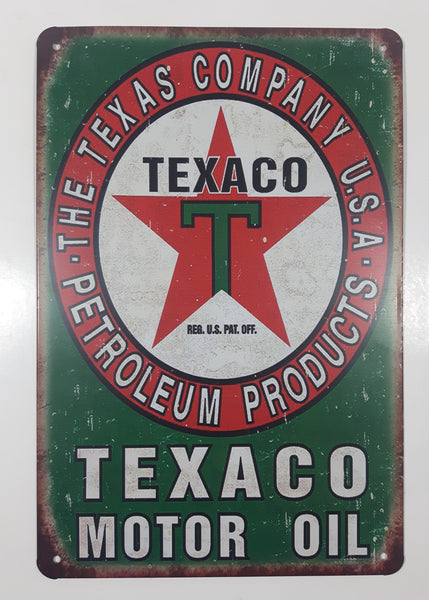 · THE TEXAS COMPANY U.S.A ·
PETROLEUM PRODUCTS
TEXACO
T
REG. U.S. PAT. OFF.
TEXACO
MOTOR OIL